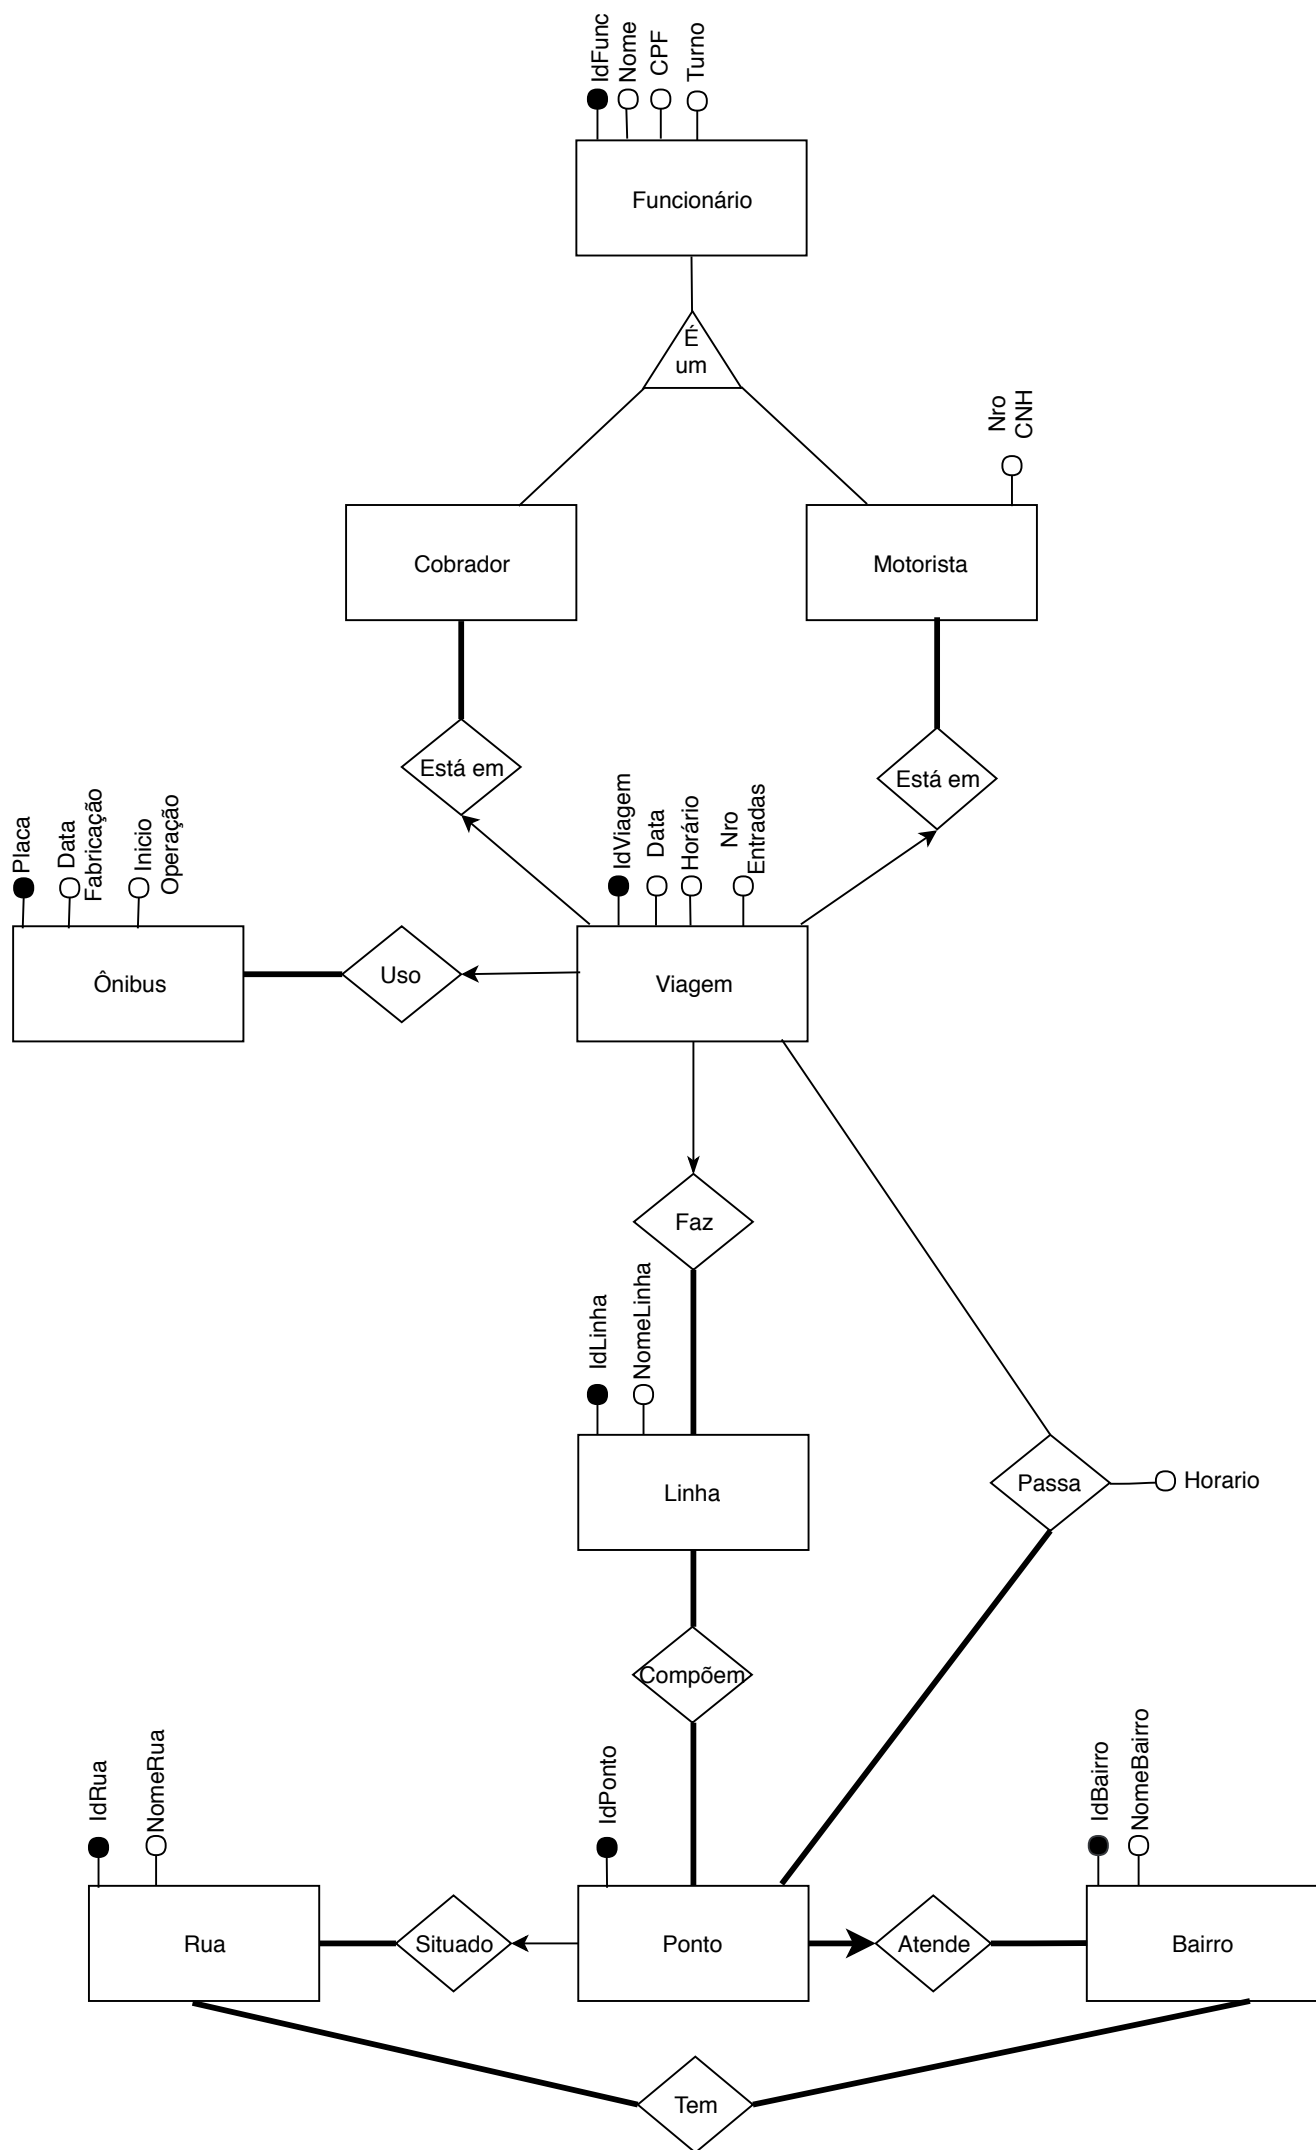 IdFunc
Nome
CPF
Turno
Funcionário
É
um
Nro
CNH
Cobrador
Motorista
Está em
Está em
Placa
Data
Fabricação
Inicio
Operação
IdViagem
Data
Horário
Nro
Entradas
Ônibus
Uso
Viagem
Faz
IdLinha
NomeLinha
Linha
Passa
Horario
Compõem
IdRua
NomeRua
IdPonto
IdBairro
NomeBairro
Rua
Situado
Ponto
Atende
Bairro
Tem